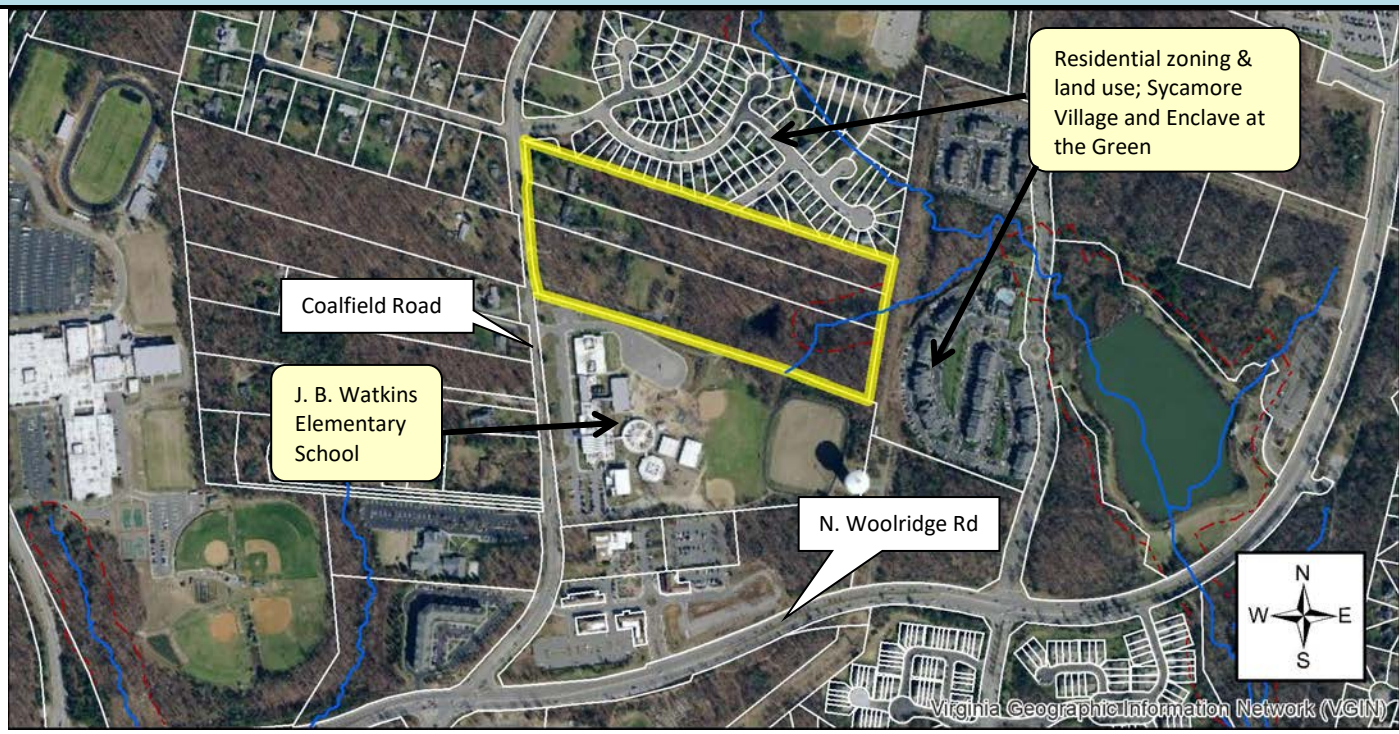 Residential zoning &
land use; Sycamore
Village and Enclave at
the Green
Coalfield Road
J. B. Watkins
Elementary
School
N. Woolridge Rd
N
W E
S
Virginia Geographic Information Network (VGIN)